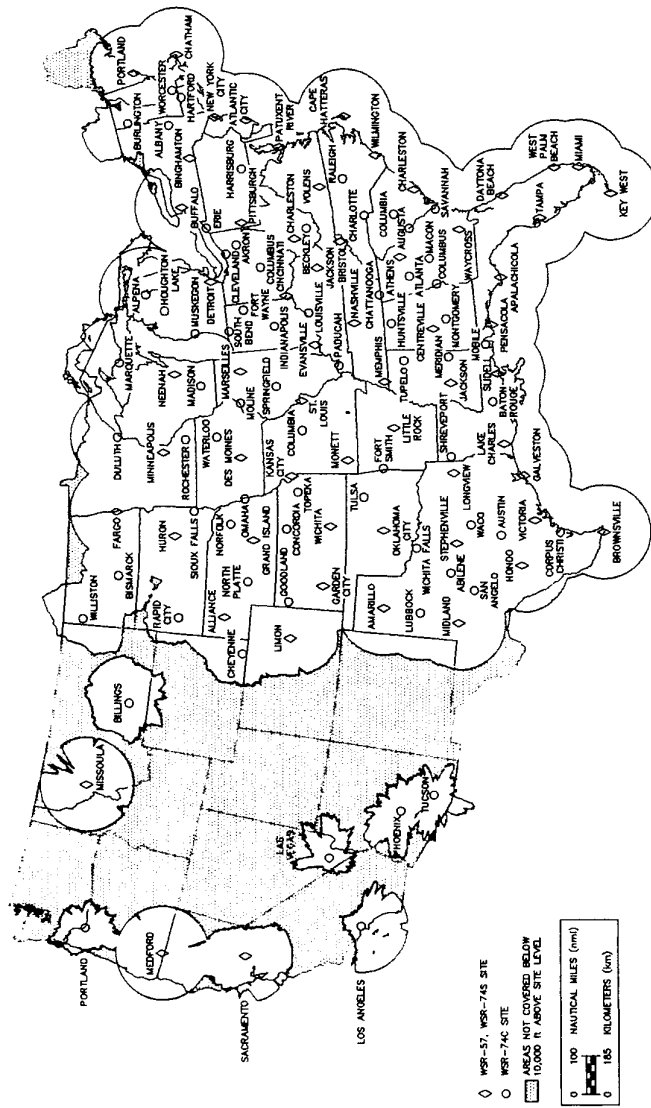 PORTLAND
MEDFORD
SACRAMENTO
LOS ANGELES
LAS VEGAS
PHOENIX
TUCSON
MISSOULA
BILLINGS
WILLISTON
BISMARCK
FARGO
RAPID CITY
HURON
SIOUX FALLS
ALLIANCE
NORTH PLATTE
NORFOLK
OMAHA
GRAND ISLAND
CHEYENNE
LIMON
GOODLAND
CONCORDIA
TOPEKA
WICHITA
GARDEN CITY
AMARILLO
LUBBOCK
MIDLAND
OKLAHOMA CITY
WICHITA FALLS
TULSA
STEPHENVILLE
ABILENE
SAN ANGELO
WACO
LONGVIEW
AUSTIN
HONDO
VICTORIA
CORPUS CHRISTI
BROWNSVILLE
GALVESTON
LAKE CHARLES
SHREVEPORT
FORT SMITH
LITTLE ROCK
MONETT
KANSAS CITY
COLUMBIA
ST. LOUIS
DES MOINES
WATERLOO
ROCHESTER
MINNEAPOLIS
DULUTH
MARQUETTE
NEENAH
MADISON
MOLINE
MARSEILLES
SPRINGFIELD
SOUTH BEND
FORT WAYNE
INDIANAPOLIS
EVANSVILLE
LOUISVILLE
PADUCAH
MEMPHIS
NASHVILLE
JACKSON
BRISTOL
CHATTANOOGA
HUNTSVILLE
TUPELO
CENTREVILLE
MERIDIAN
JACKSON
MONTGOMERY
MOBILE
SLIDELL
BATON ROUGE
PENSACOLA
APALACHICOLA
WAYCROSS
COLUMBUS
MACON
ATLANTA
ATHENS
AUGUSTA
COLUMBIA
CHARLOTTE
RALEIGH
SAVANNAH
CHARLESTON
WILMINGTON
CAPE HATTERAS
DAYTONA BEACH
TAMPA
WEST PALM BEACH
MIAMI
KEY WEST
ALPENA
HOUGHTON LAKE
MUSKEGON
DETROIT
CLEVELAND
AKRON
COLUMBUS
CINCINNATI
CHARLESTON
BECKLEY
VOLENS
PITTSBURGH
ERIE
BUFFALO
HARRISBURG
PATUXENT RIVER
ATLANTIC CITY
NEW YORK CITY
BINGHAMTON
ALBANY
BURLINGTON
HARTFORD
WORCESTER
CHATHAM
PORTLAND
WSR-57, WSR-74S SITE
WSR-74C SITE
AREAS NOT COVERED BELOW
10,000 ft ABOVE SITE LEVEL
0 100 NAUTICAL MILES (nmi)
0 185 KILOMETERS (km)